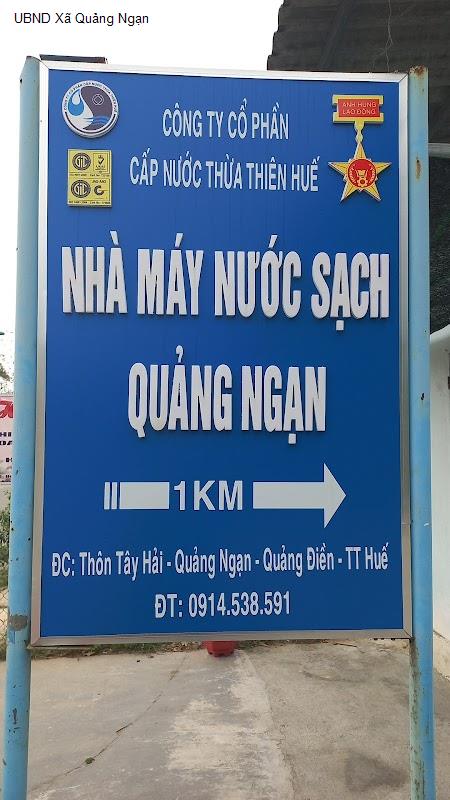 UBND Xã Quảng Ngạn
ANH HÙNG
LAO ĐỘNG
CÔNG TY CỔ PHẦN
CẤP NƯỚC THỪA THIÊN HUẾ
NHÀ MÁY NƯỚC SẠCH
QUẢNG NGẠN
1KM
ĐC: Thôn Tây Hải - Quảng Ngạn - Quảng Điền - TT Huế
ĐT: 0914.538.591